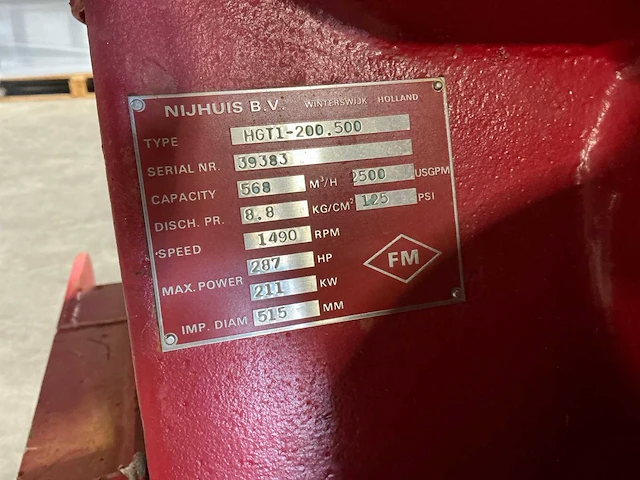 NIJHUIS B.V. WINTERSWIJK HOLLAND
TYPE HGT1-200.500
SERIAL NR. 39383
CAPACITY 568 M³/H 2500 USGPM
DISCH. PR. 8.8 KG/CM² 125 PSI
SPEED 1490 RPM
287 HP
MAX. POWER 211 KW
IMP. DIAM. 515 MM
FM